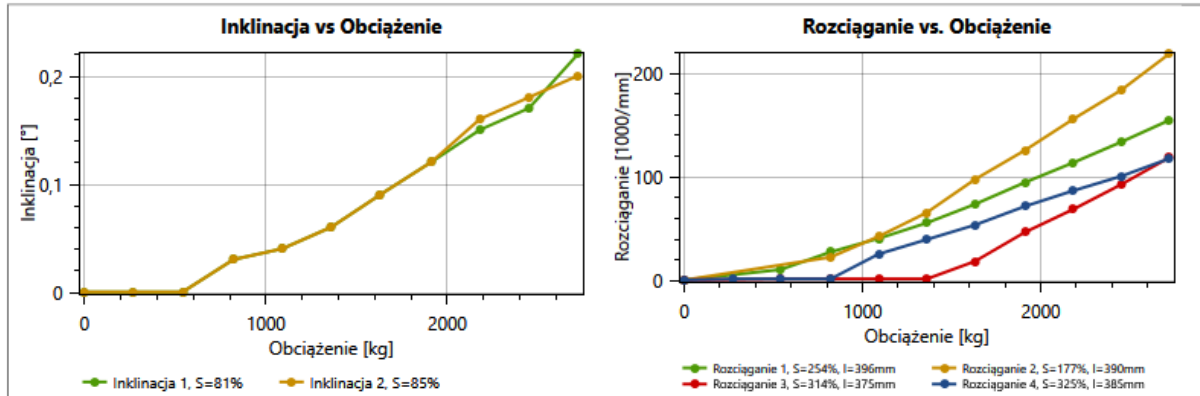 Inklinacja vs Obciążenie
0,2
0,1
0
Inklinacja [°]
0
1000
2000
Obciążenie [kg]
Inklinacja 1, S=81%
Inklinacja 2, S=85%
Rozciąganie vs. Obciążenie
200
100
0
Rozciąganie [1000/mm]
0
1000
2000
Obciążenie [kg]
Rozciąganie 1, S=254%, l=396mm
Rozciąganie 2, S=177%, l=390mm
Rozciąganie 3, S=314%, l=375mm
Rozciąganie 4, S=325%, l=385mm